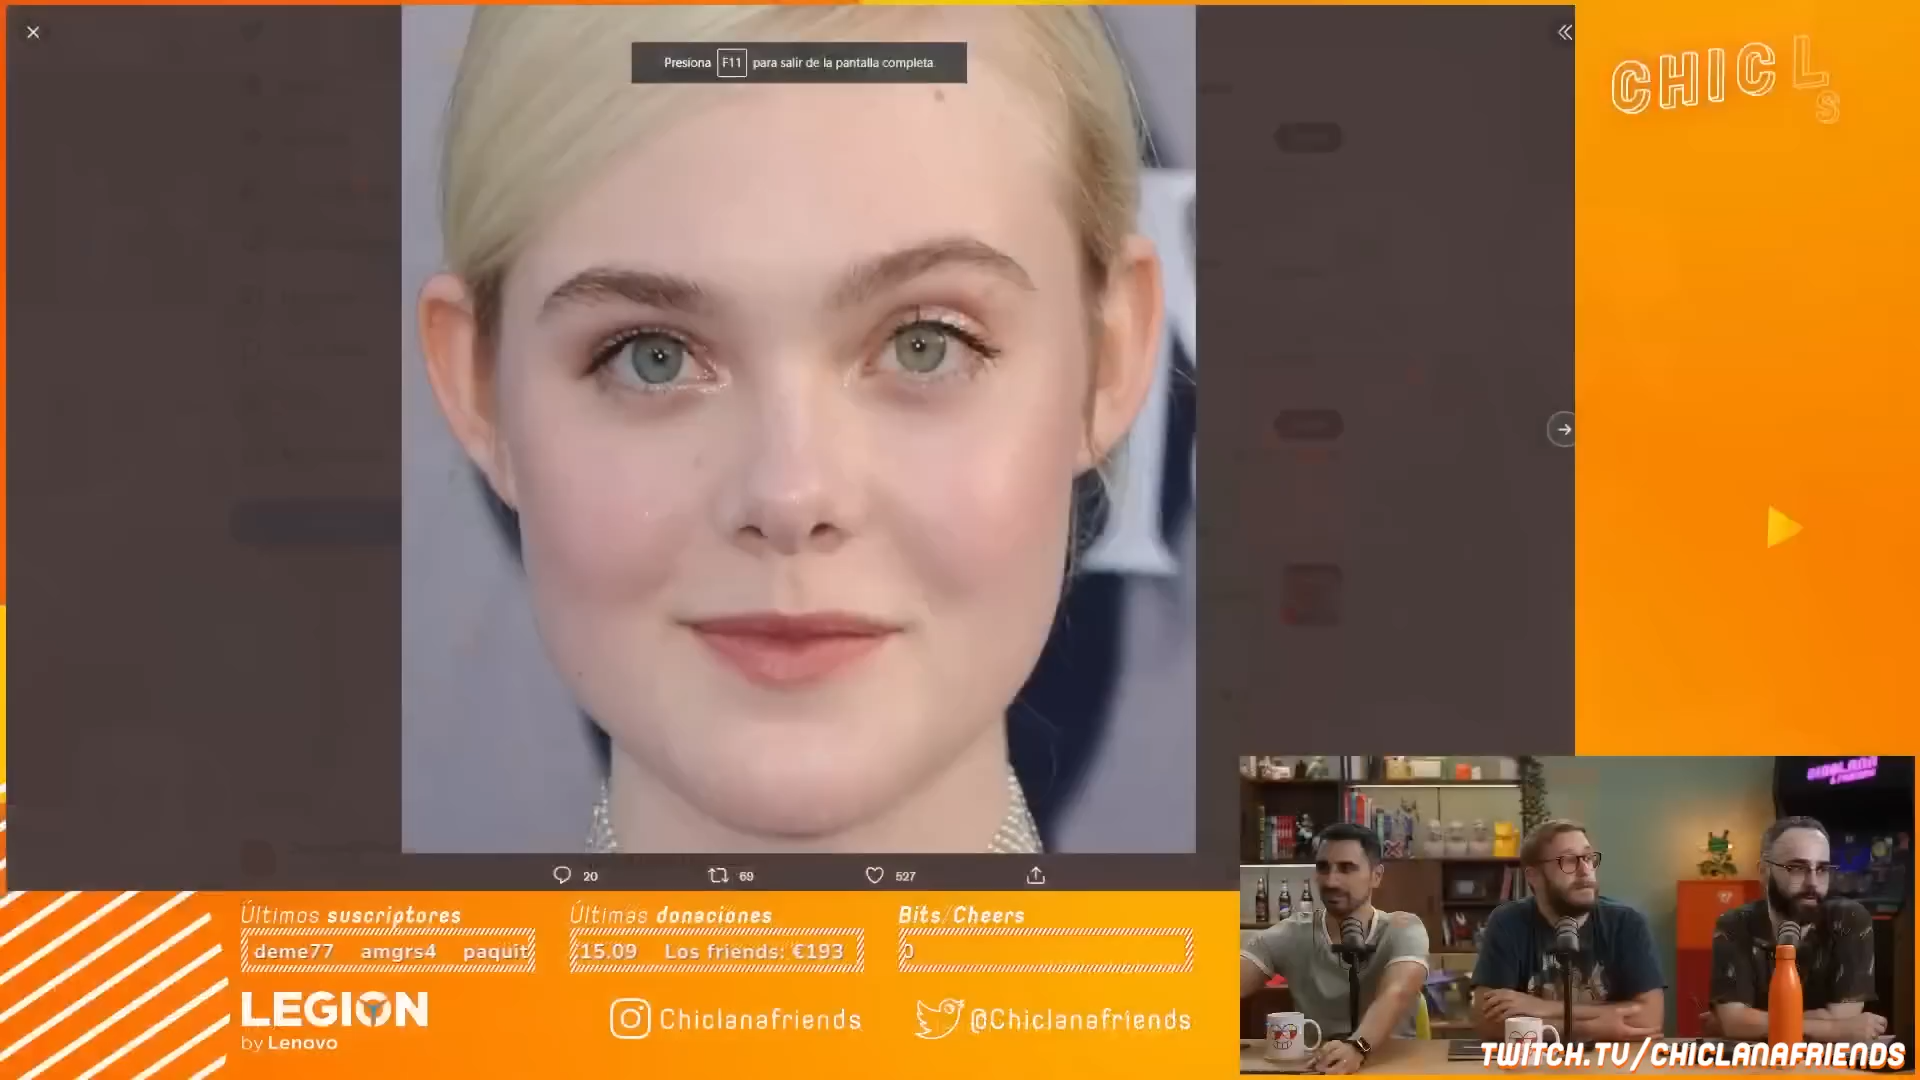 Presiona F11 para salir de la pantalla completa.
CHICL
S
20
69
527
Últimos suscriptores
Últimas donaciones
Bits/Cheers
deme77 amgrs4 paquit
15.09 Los friends: €193
0
LEGION
by Lenovo
Chiclanafriends
@Chiclanafriends
TWITCH.TV/CHICLANAFRIENDS